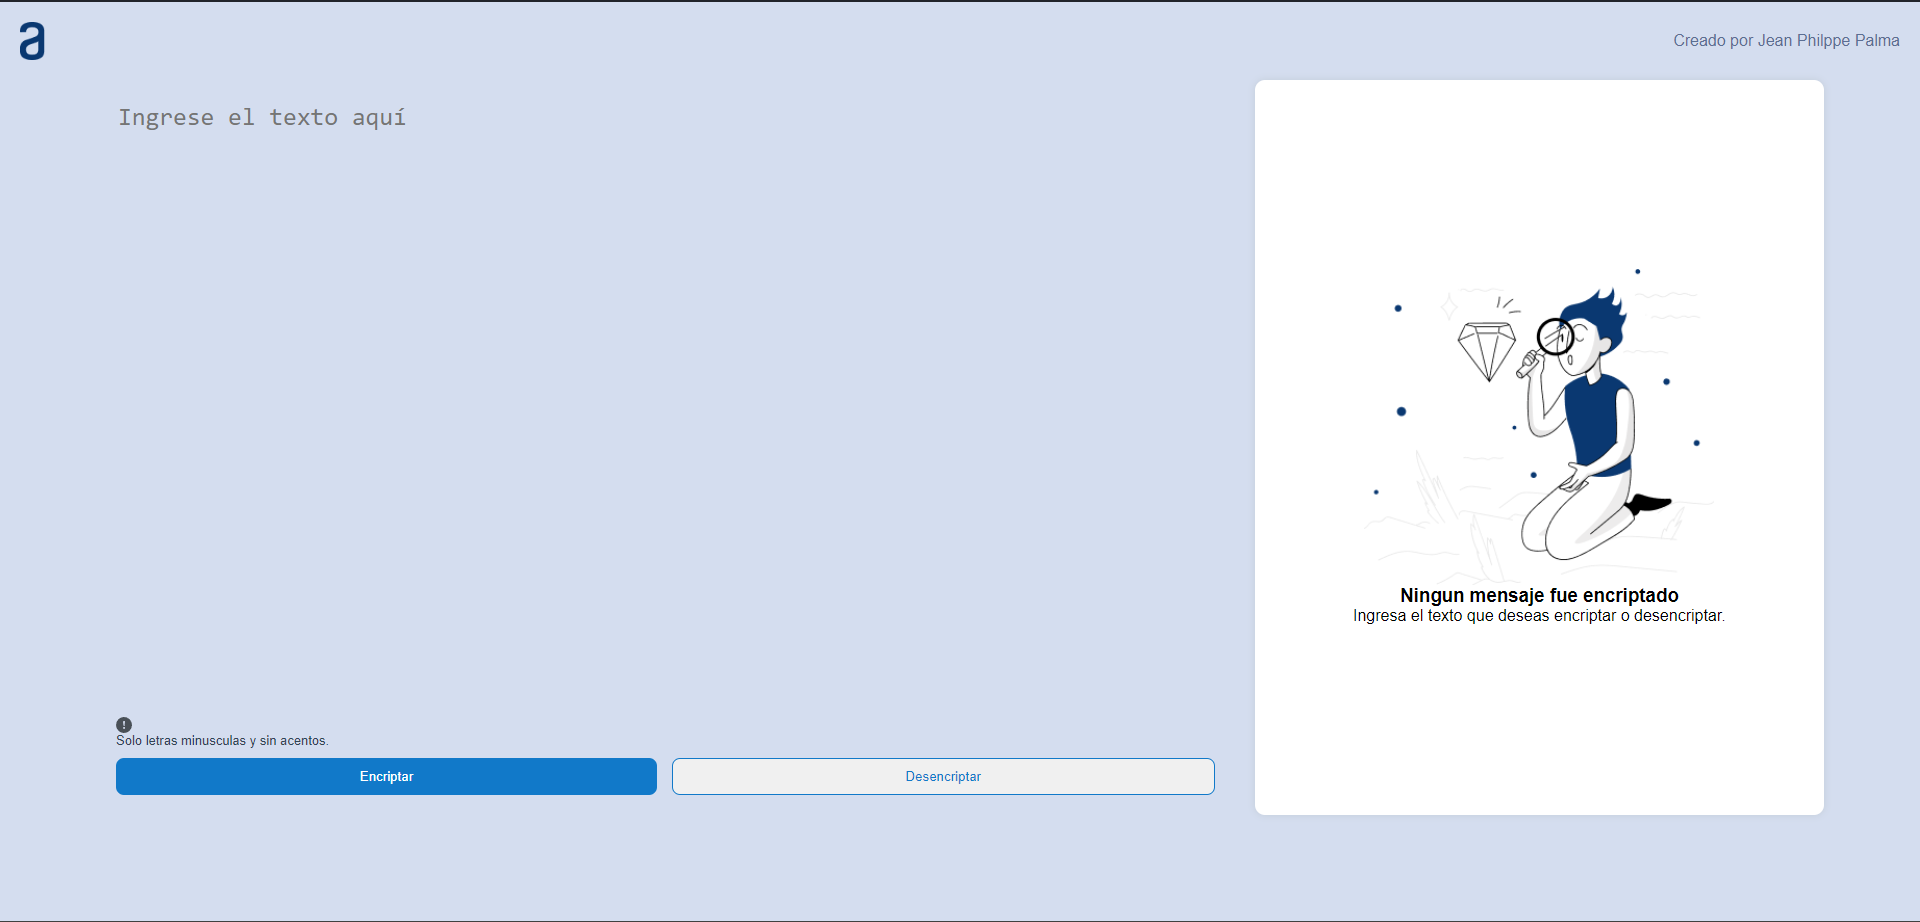 a
Creado por Jean Philppe Palma
Ingrese el texto aquí
Ningun mensaje fue encriptado
Ingresa el texto que deseas encriptar o desencriptar.
!
Solo letras minusculas y sin acentos.
Encriptar
Desencriptar